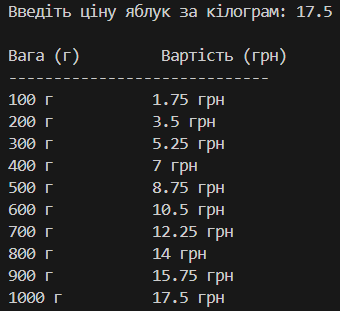 Введіть ціну яблук за кілограм: 17.5
Вага (г) Вартість (грн)
-----------------------------
100 г 1.75 грн
200 г 3.5 грн
300 г 5.25 грн
400 г 7 грн
500 г 8.75 грн
600 г 10.5 грн
700 г 12.25 грн
800 г 14 грн
900 г 15.75 грн
1000 г 17.5 грн